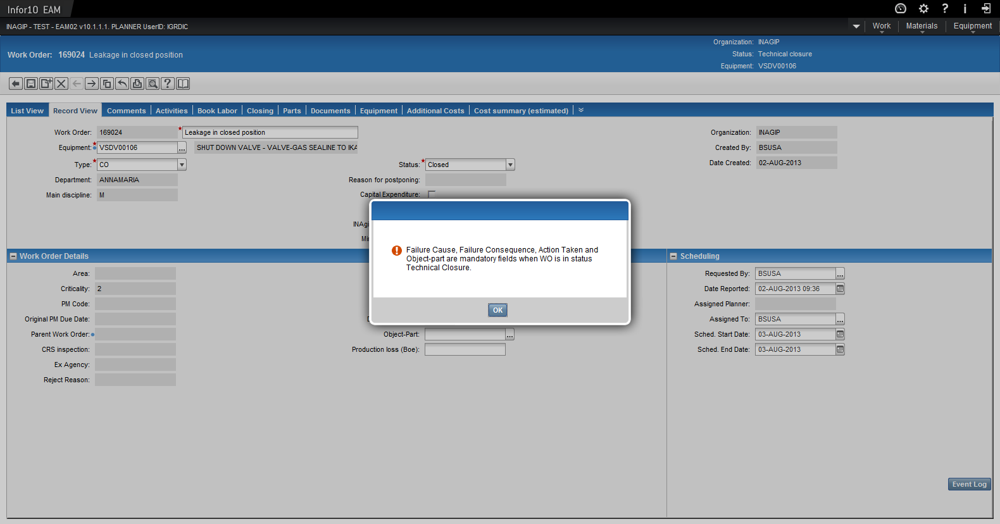 Infor10 EAM
INAGIP - TEST - EAM02 v10.1.1.1. PLANNER UserID: IGRDIC
Work
Materials
Equipment
Work Order: 169024 Leakage in closed position
Organization: INAGIP
Status: Technical closure
Equipment: VSDV00106
List View
Record View
Comments
Activities
Book Labor
Closing
Parts
Documents
Equipment
Additional Costs
Cost summary (estimated)
Work Order: 169024 * Leakage in closed position
Equipment: * VSDV00106 ... SHUT DOWN VALVE - VALVE-GAS SEALINE TO IKA
Type: * CO
Department: ANNAMARIA
Main discipline: M
Status: * Closed
Reason for postponing:
Capital Expenditure:
INAgi
Organization: INAGIP
Created By: BSUSA
Date Created: 02-AUG-2013
Failure Cause, Failure Consequence, Action Taken and
Object-part are mandatory fields when WO is in status
Technical Closure.
OK
Work Order Details
Area:
Criticality: 2
PM Code:
Original PM Due Date:
Parent Work Order:
CRS inspection:
Ex Agency:
Reject Reason:
Object-Part: ...
Production loss (Boe):
Scheduling
Requested By: BSUSA ...
Date Reported: 02-AUG-2013 09:36
Assigned Planner:
Assigned To: BSUSA ...
Sched. Start Date: 03-AUG-2013
Sched. End Date: 03-AUG-2013
Event Log